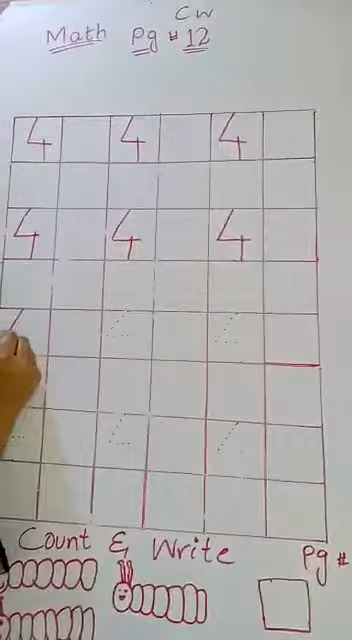 CW
Math Pg # 12
4 4 4
4 4 4
Count & Write
Pg #